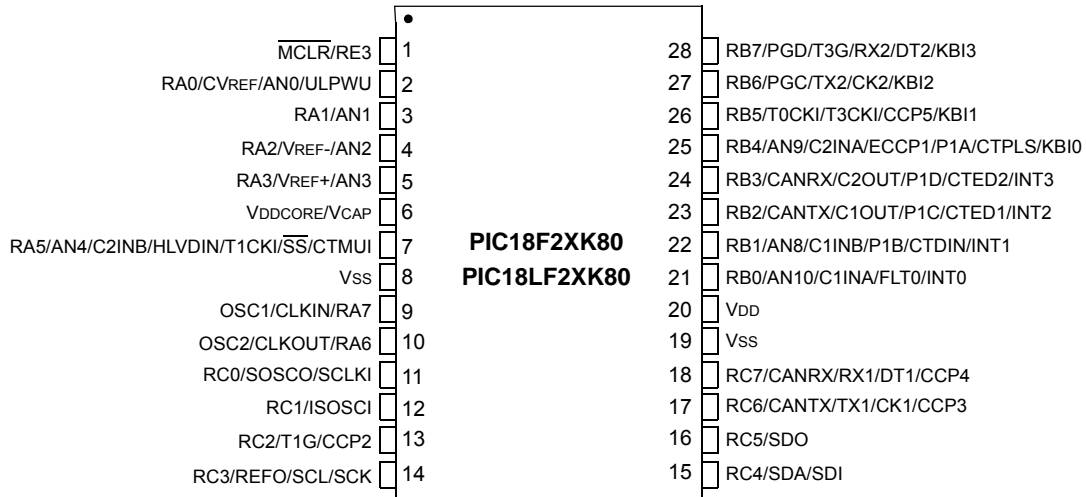 MCLR/RE3 1
RA0/CVREF/AN0/ULPWU 2
RA1/AN1 3
RA2/VREF-/AN2 4
RA3/VREF+/AN3 5
VDDCORE/VCAP 6
RA5/AN4/C2INB/HLVDIN/T1CKI/SS/CTMUI 7
VSS 8
OSC1/CLKIN/RA7 9
OSC2/CLKOUT/RA6 10
RC0/SOSCO/SCLKI 11
RC1/ISOSCI 12
RC2/T1G/CCP2 13
RC3/REFO/SCL/SCK 14
PIC18F2XK80
PIC18LF2XK80
28 RB7/PGD/T3G/RX2/DT2/KBI3
27 RB6/PGC/TX2/CK2/KBI2
26 RB5/T0CKI/T3CKI/CCP5/KBI1
25 RB4/AN9/C2INA/ECCP1/P1A/CTPLS/KBI0
24 RB3/CANRX/C2OUT/P1D/CTED2/INT3
23 RB2/CANTX/C1OUT/P1C/CTED1/INT2
22 RB1/AN8/C1INB/P1B/CTDIN/INT1
21 RB0/AN10/C1INA/FLT0/INT0
20 VDD
19 VSS
18 RC7/CANRX/RX1/DT1/CCP4
17 RC6/CANTX/TX1/CK1/CCP3
16 RC5/SDO
15 RC4/SDA/SDI